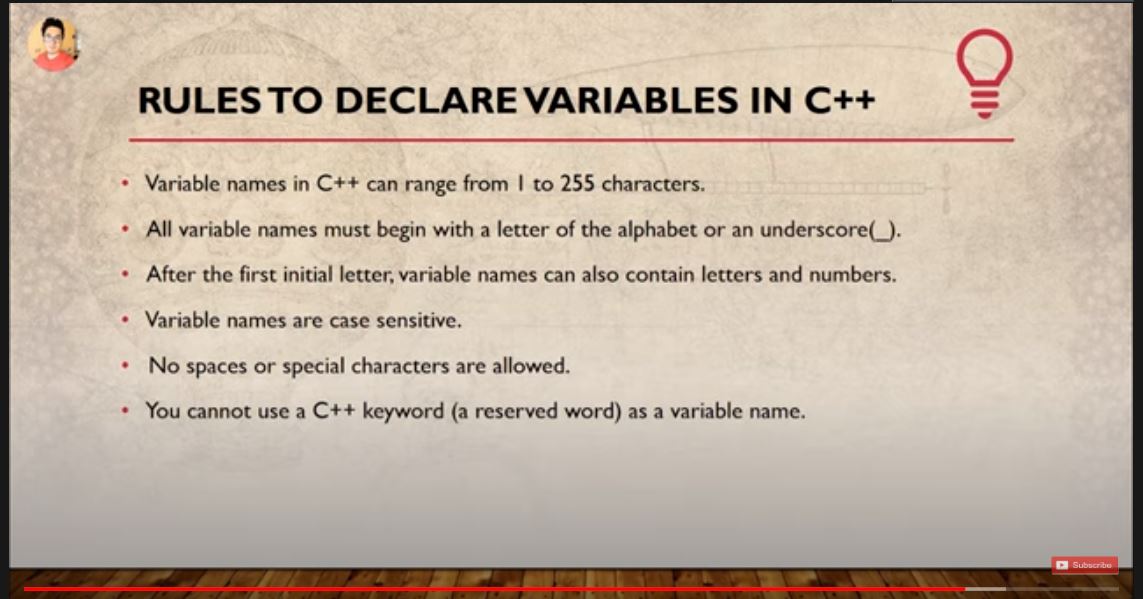 RULES TO DECLARE VARIABLES IN C++
• Variable names in C++ can range from 1 to 255 characters.
• All variable names must begin with a letter of the alphabet or an underscore(_).
• After the first initial letter, variable names can also contain letters and numbers.
• Variable names are case sensitive.
• No spaces or special characters are allowed.
• You cannot use a C++ keyword (a reserved word) as a variable name.
Subscribe